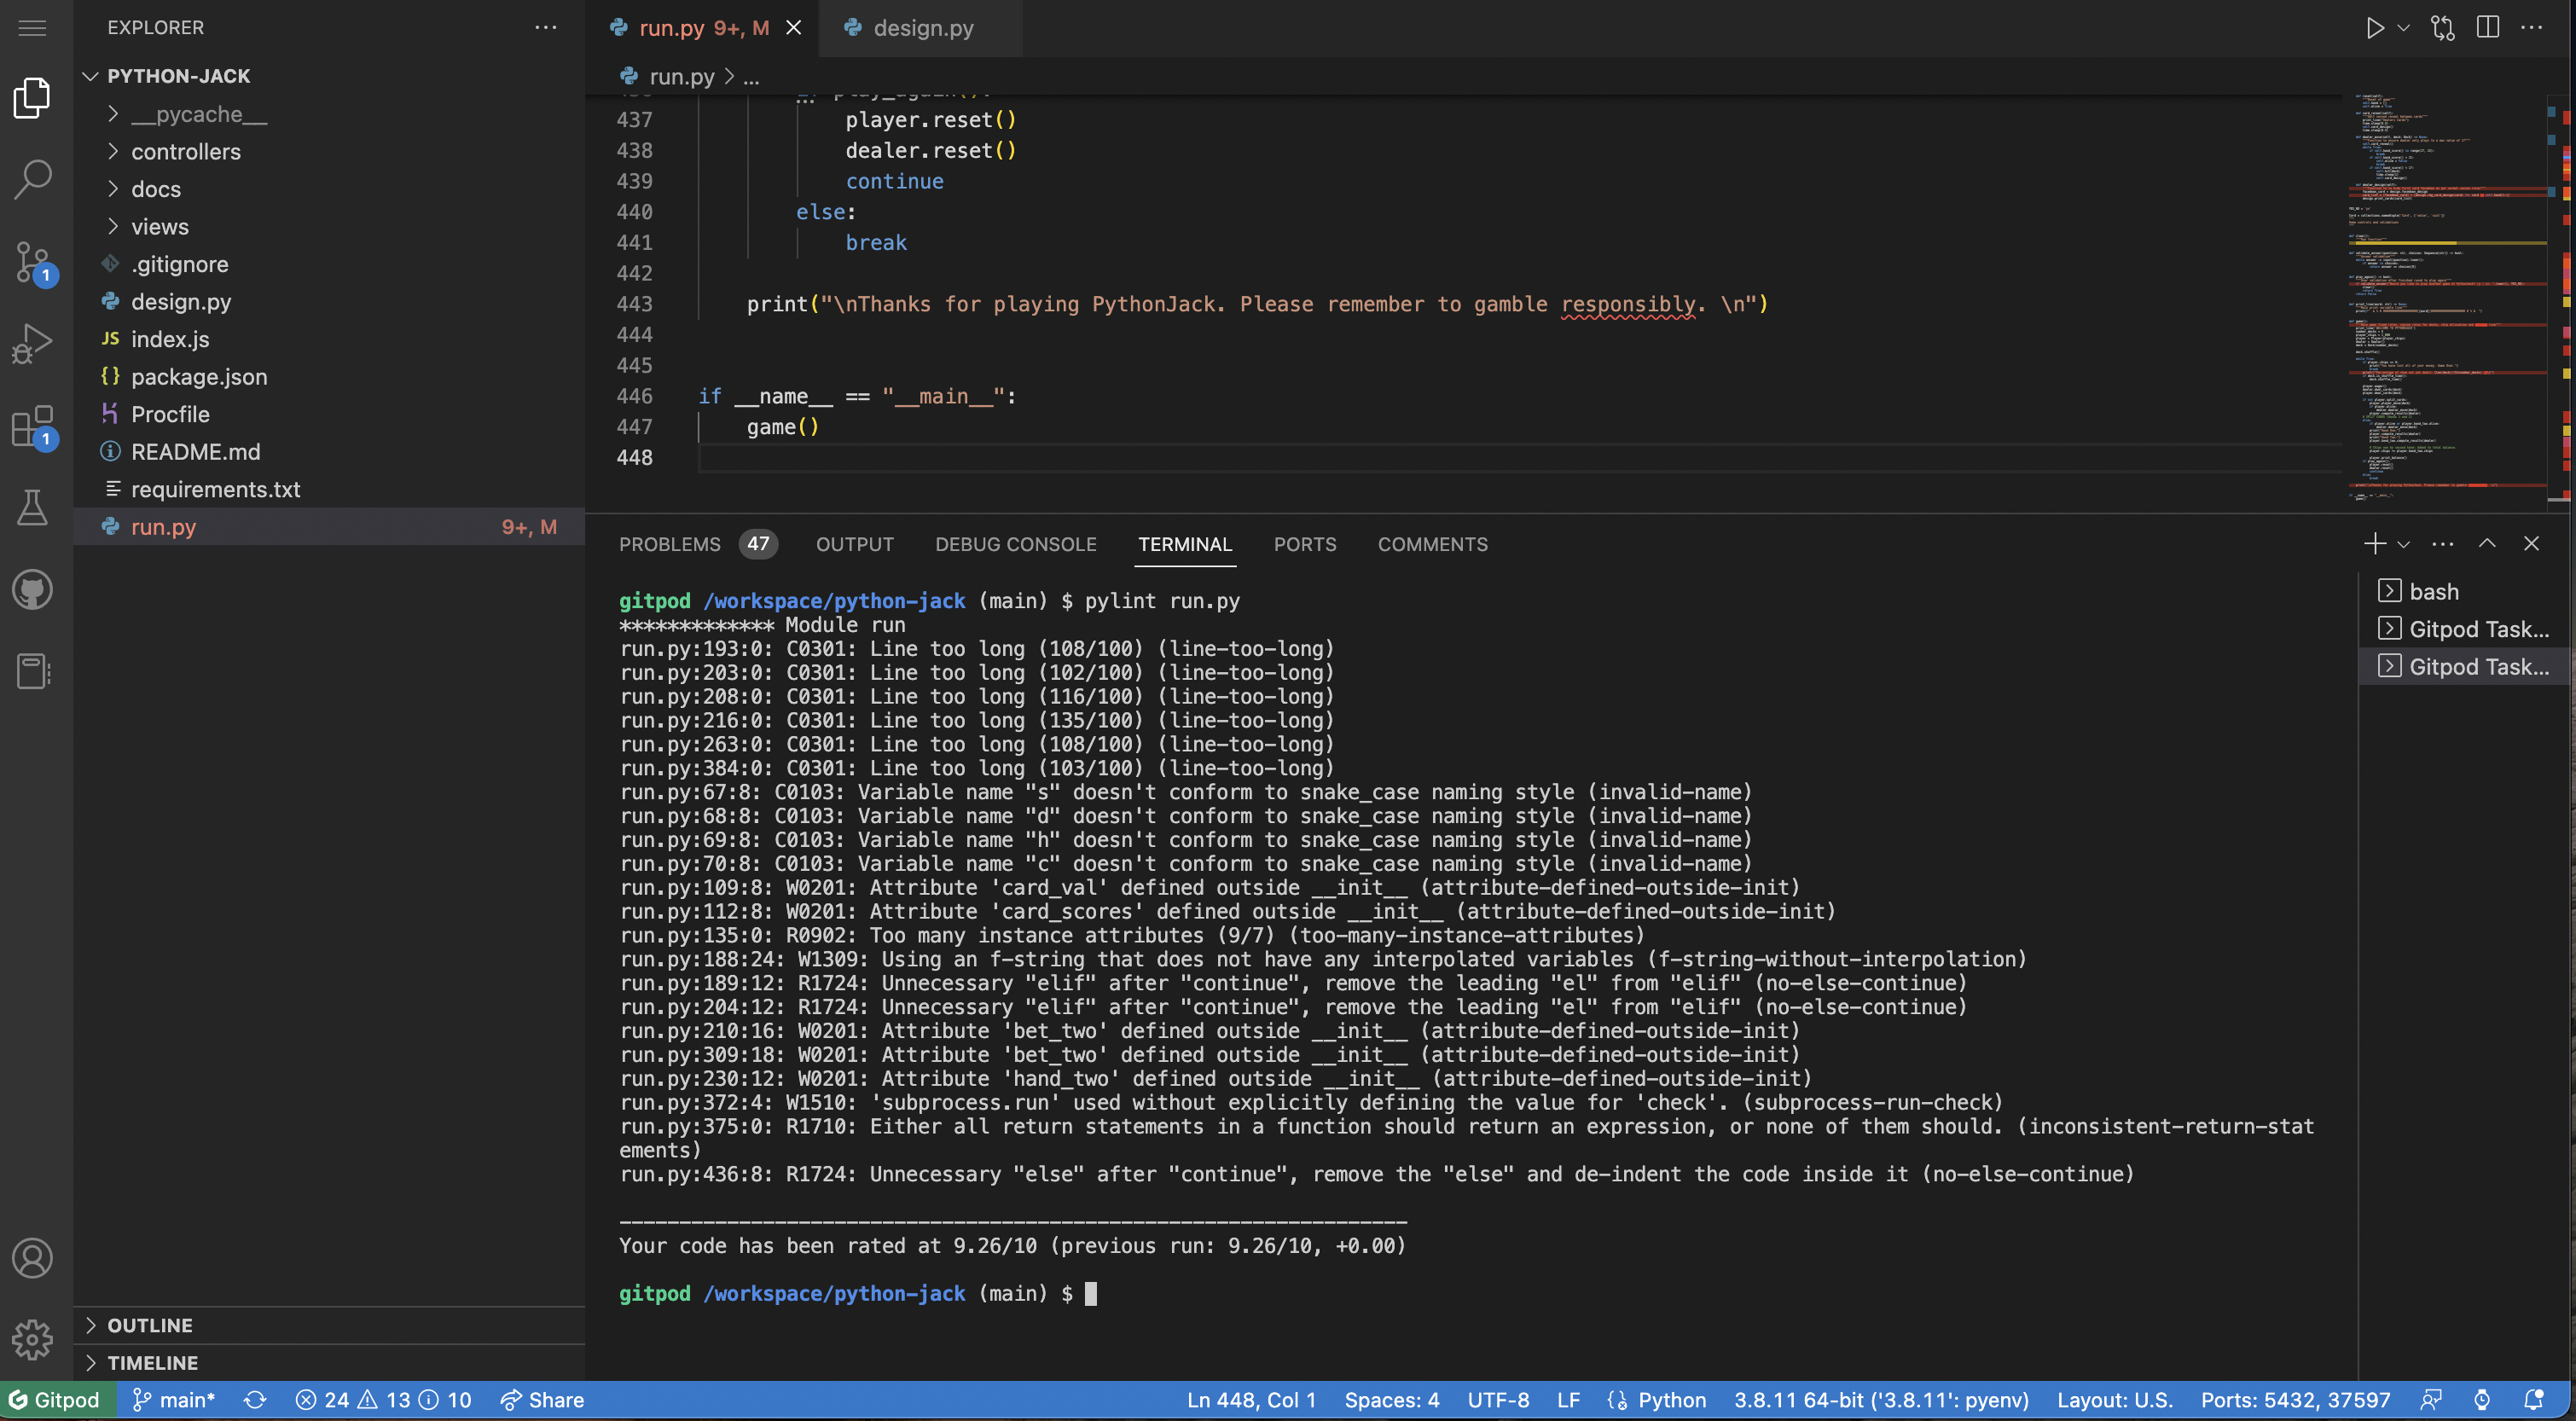 EXPLORER
PYTHON-JACK
__pycache__
controllers
docs
views
.gitignore
design.py
JS index.js
{} package.json
Procfile
README.md
requirements.txt
run.py 9+, M
OUTLINE
TIMELINE
1
1
run.py 9+, M
design.py
run.py > ...
437 player.reset()
438 dealer.reset()
439 continue
440 else:
441 break
442
443 print("\nThanks for playing PythonJack. Please remember to gamble responsibly. \n")
444
445
446 if __name__ == "__main__":
447 game()
448
PROBLEMS 47 OUTPUT DEBUG CONSOLE TERMINAL PORTS COMMENTS
gitpod /workspace/python-jack (main) $ pylint run.py
************* Module run
run.py:193:0: C0301: Line too long (108/100) (line-too-long)
run.py:203:0: C0301: Line too long (102/100) (line-too-long)
run.py:208:0: C0301: Line too long (116/100) (line-too-long)
run.py:216:0: C0301: Line too long (135/100) (line-too-long)
run.py:263:0: C0301: Line too long (108/100) (line-too-long)
run.py:384:0: C0301: Line too long (103/100) (line-too-long)
run.py:67:8: C0103: Variable name "s" doesn't conform to snake_case naming style (invalid-name)
run.py:68:8: C0103: Variable name "d" doesn't conform to snake_case naming style (invalid-name)
run.py:69:8: C0103: Variable name "h" doesn't conform to snake_case naming style (invalid-name)
run.py:70:8: C0103: Variable name "c" doesn't conform to snake_case naming style (invalid-name)
run.py:109:8: W0201: Attribute 'card_val' defined outside __init__ (attribute-defined-outside-init)
run.py:112:8: W0201: Attribute 'card_scores' defined outside __init__ (attribute-defined-outside-init)
run.py:135:0: R0902: Too many instance attributes (9/7) (too-many-instance-attributes)
run.py:188:24: W1309: Using an f-string that does not have any interpolated variables (f-string-without-interpolation)
run.py:189:12: R1724: Unnecessary "elif" after "continue", remove the leading "el" from "elif" (no-else-continue)
run.py:204:12: R1724: Unnecessary "elif" after "continue", remove the leading "el" from "elif" (no-else-continue)
run.py:210:16: W0201: Attribute 'bet_two' defined outside __init__ (attribute-defined-outside-init)
run.py:309:18: W0201: Attribute 'bet_two' defined outside __init__ (attribute-defined-outside-init)
run.py:230:12: W0201: Attribute 'hand_two' defined outside __init__ (attribute-defined-outside-init)
run.py:372:4: W1510: 'subprocess.run' used without explicitly defining the value for 'check'. (subprocess-run-check)
run.py:375:0: R1710: Either all return statements in a function should return an expression, or none of them should. (inconsistent-return-stat
ements)
run.py:436:8: R1724: Unnecessary "else" after "continue", remove the "else" and de-indent the code inside it (no-else-continue)
------------------------------------------------------------------
Your code has been rated at 9.26/10 (previous run: 9.26/10, +0.00)
gitpod /workspace/python-jack (main) $
bash
Gitpod Task...
Gitpod Task...
Gitpod main* 24 13 10 Share Ln 448, Col 1 Spaces: 4 UTF-8 LF Python 3.8.11 64-bit ('3.8.11': pyenv) Layout: U.S. Ports: 5432, 37597